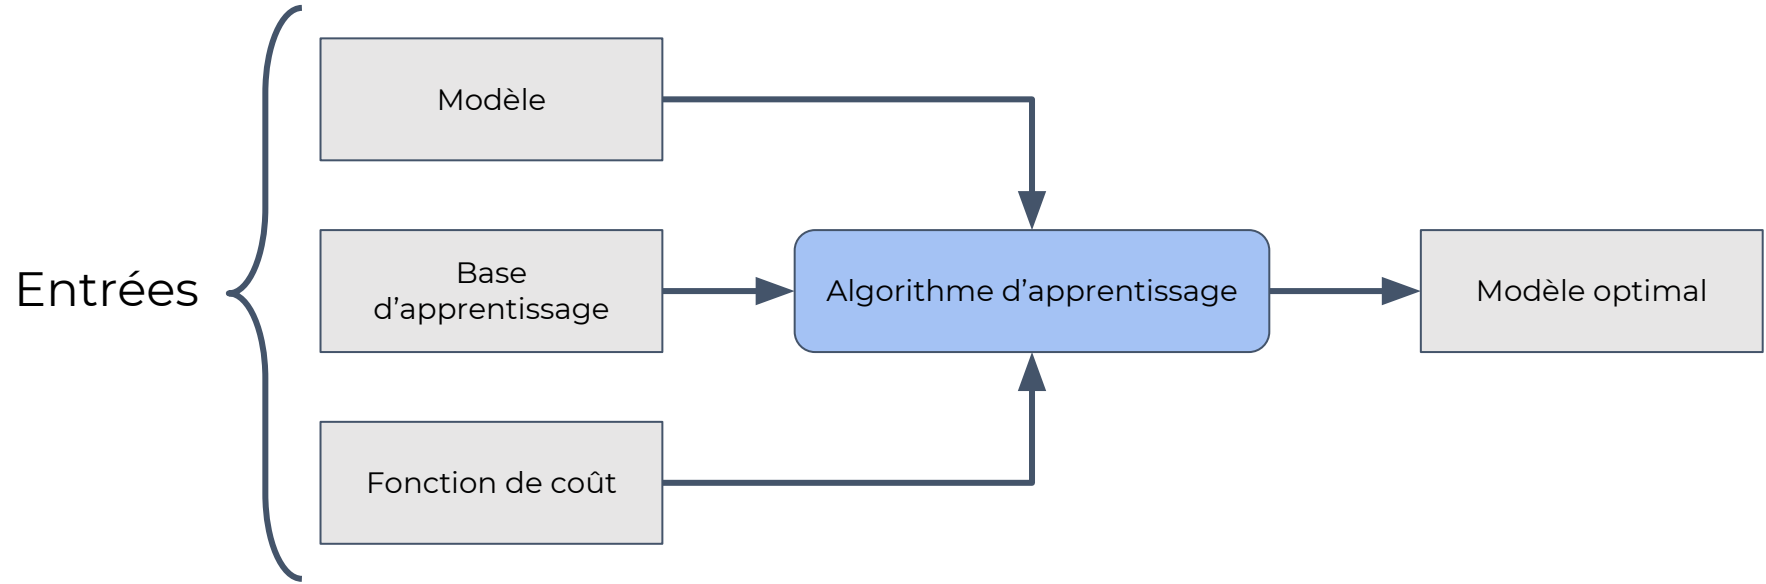 Entrées
Modèle
Base
d’apprentissage
Fonction de coût
Algorithme d’apprentissage
Modèle optimal